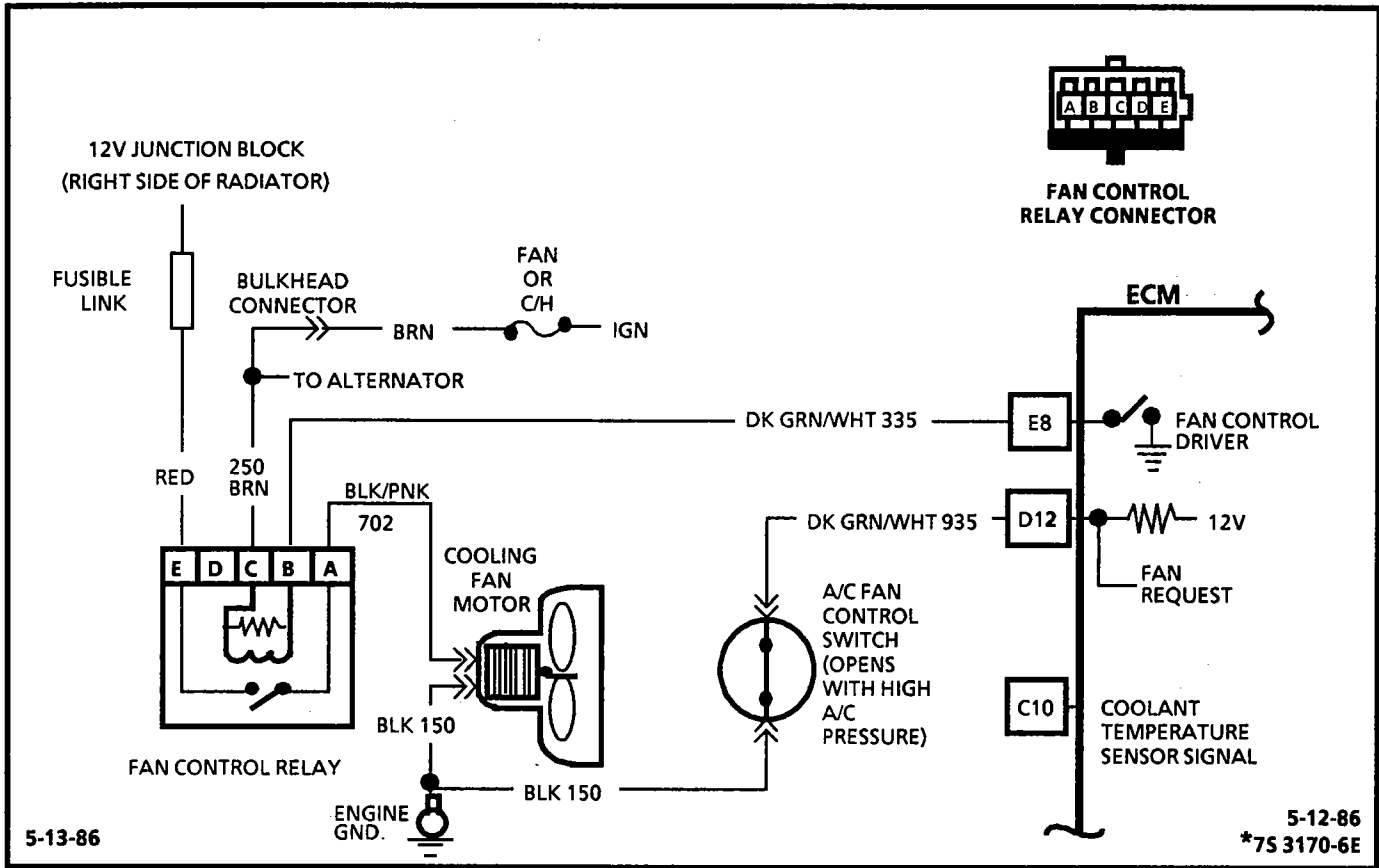 A B C D E
FAN CONTROL
RELAY CONNECTOR
12V JUNCTION BLOCK
(RIGHT SIDE OF RADIATOR)
FUSIBLE
LINK
BULKHEAD
CONNECTOR
BRN
FAN
OR
C/H
IGN
TO ALTERNATOR
ECM
DK GRN/WHT 335
E8
FAN CONTROL
DRIVER
RED
250
BRN
BLK/PNK
702
DK GRN/WHT 935
D12
12V
FAN
REQUEST
E D C B A
COOLING
FAN
MOTOR
A/C FAN
CONTROL
SWITCH
(OPENS
WITH HIGH
A/C
PRESSURE)
C10
COOLANT
TEMPERATURE
SENSOR SIGNAL
BLK 150
FAN CONTROL RELAY
BLK 150
ENGINE
GND.
5-13-86
5-12-86
*7S 3170-6E